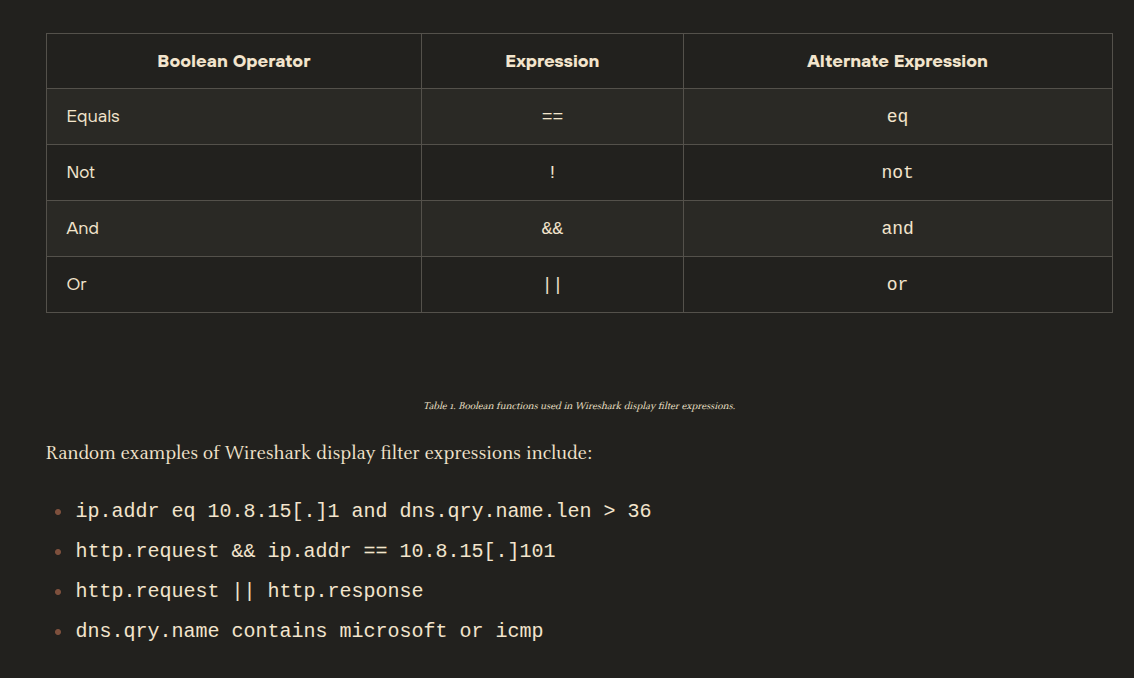 Boolean Operator Expression Alternate Expression
Equals == eq
Not ! not
And && and
Or || or
Table 1. Boolean functions used in Wireshark display filter expressions.
Random examples of Wireshark display filter expressions include:
• ip.addr eq 10.8.15[.]1 and dns.qry.name.len > 36
• http.request && ip.addr == 10.8.15[.]101
• http.request || http.response
• dns.qry.name contains microsoft or icmp